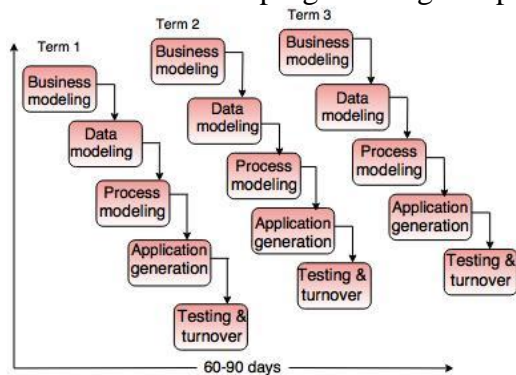 Term 1
Business
modeling
Data
modeling
Process
modeling
Application
generation
Testing &
turnover
Term 2
Business
modeling
Data
modeling
Process
modeling
Application
generation
Testing &
turnover
Term 3
Business
modeling
Data
modeling
Process
modeling
Application
generation
Testing &
turnover
60-90 days